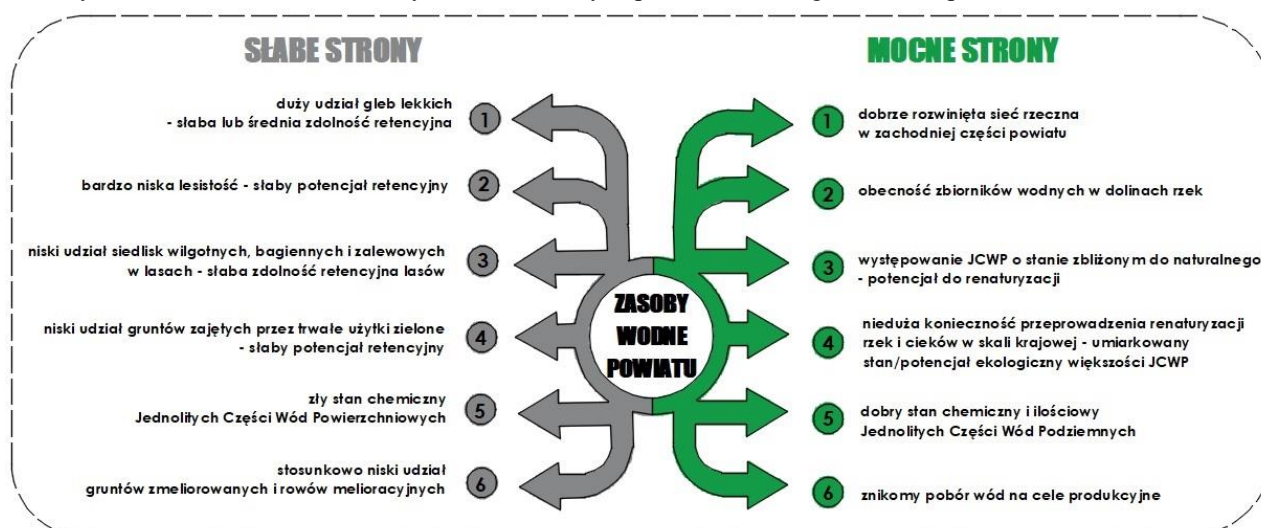 SŁABE STRONY
duży udział gleb lekkich
- słaba lub średnia zdolność retencyjna
1
bardzo niska lesistość - słaby potencjał retencyjny
2
niski udział siedlisk wilgotnych, bagiennych i zalewowych
w lasach - słaba zdolność retencyjna lasów
3
niski udział gruntów zajętych przez trwałe użytki zielone
- słaby potencjał retencyjny
4
zły stan chemiczny
Jednolitych Części Wód Powierzchniowych
5
stosunkowo niski udział
gruntów zmeliorowanych i rowów melioracyjnych
6
ZASOBY
WODNE
POWIATU
MOCNE STRONY
1
dobrze rozwinięta sieć rzeczna
w zachodniej części powiatu
2
obecność zbiorników wodnych w dolinach rzek
3
występowanie JCWP o stanie zbliżonym do naturalnego
- potencjał do renaturyzacji
4
nieduża konieczność przeprowadzenia renaturyzacji
rzek i cieków w skali krajowej - umiarkowany
stan/potencjał ekologiczny większości JCWP
5
dobry stan chemiczny i ilościowy
Jednolitych Części Wód Podziemnych
6
znikomy pobór wód na cele produkcyjne